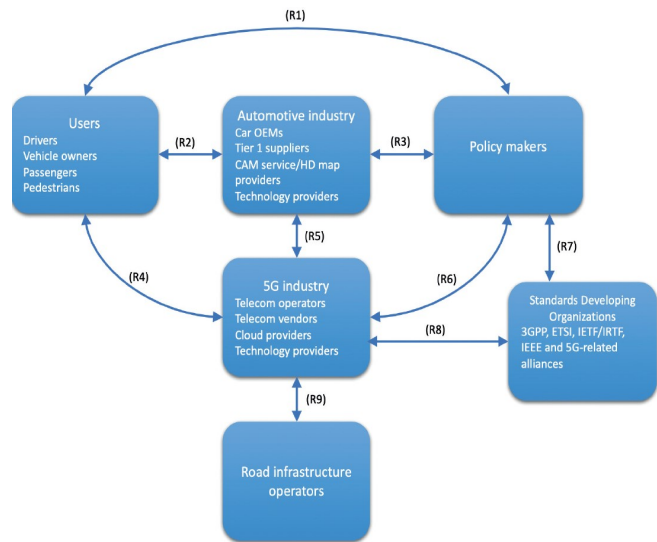 (R1)
Users
Drivers
Vehicle owners
Passengers
Pedestrians
(R2)
Automotive industry
Car OEMs
Tier 1 suppliers
CAM service/HD map
providers
Technology providers
(R3)
Policy makers
(R4)
(R5)
(R6)
(R7)
5G industry
Telecom operators
Telecom vendors
Cloud providers
Technology providers
(R8)
Standards Developing
Organizations
3GPP, ETSI, IETF/IRTF,
IEEE and 5G-related
alliances
(R9)
Road infrastructure
operators